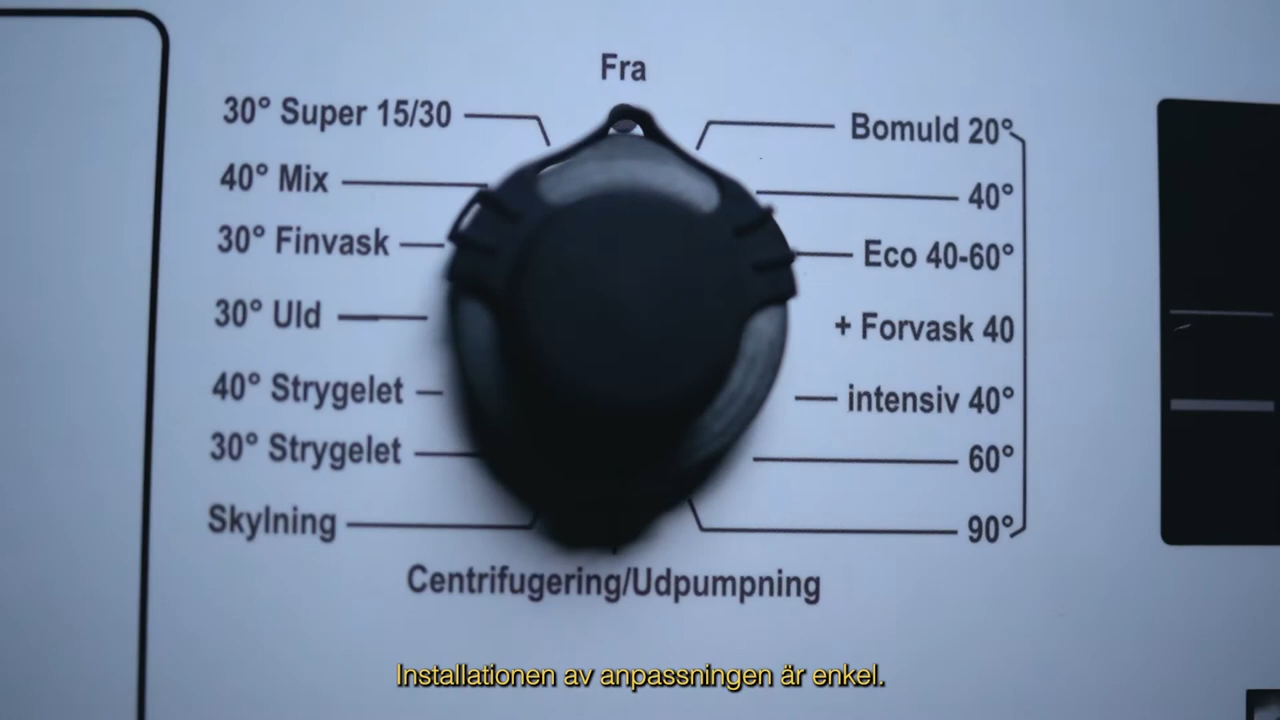 Fra
30° Super 15/30
40° Mix
30° Finvask
30° Uld
40° Strygelet
30° Strygelet
Skylning
Bomuld 20°
40°
Eco 40-60°
+ Forvask 40
intensiv 40°
60°
90°
Centrifugering/Udpumpning
Installationen av anpassningen är enkel.